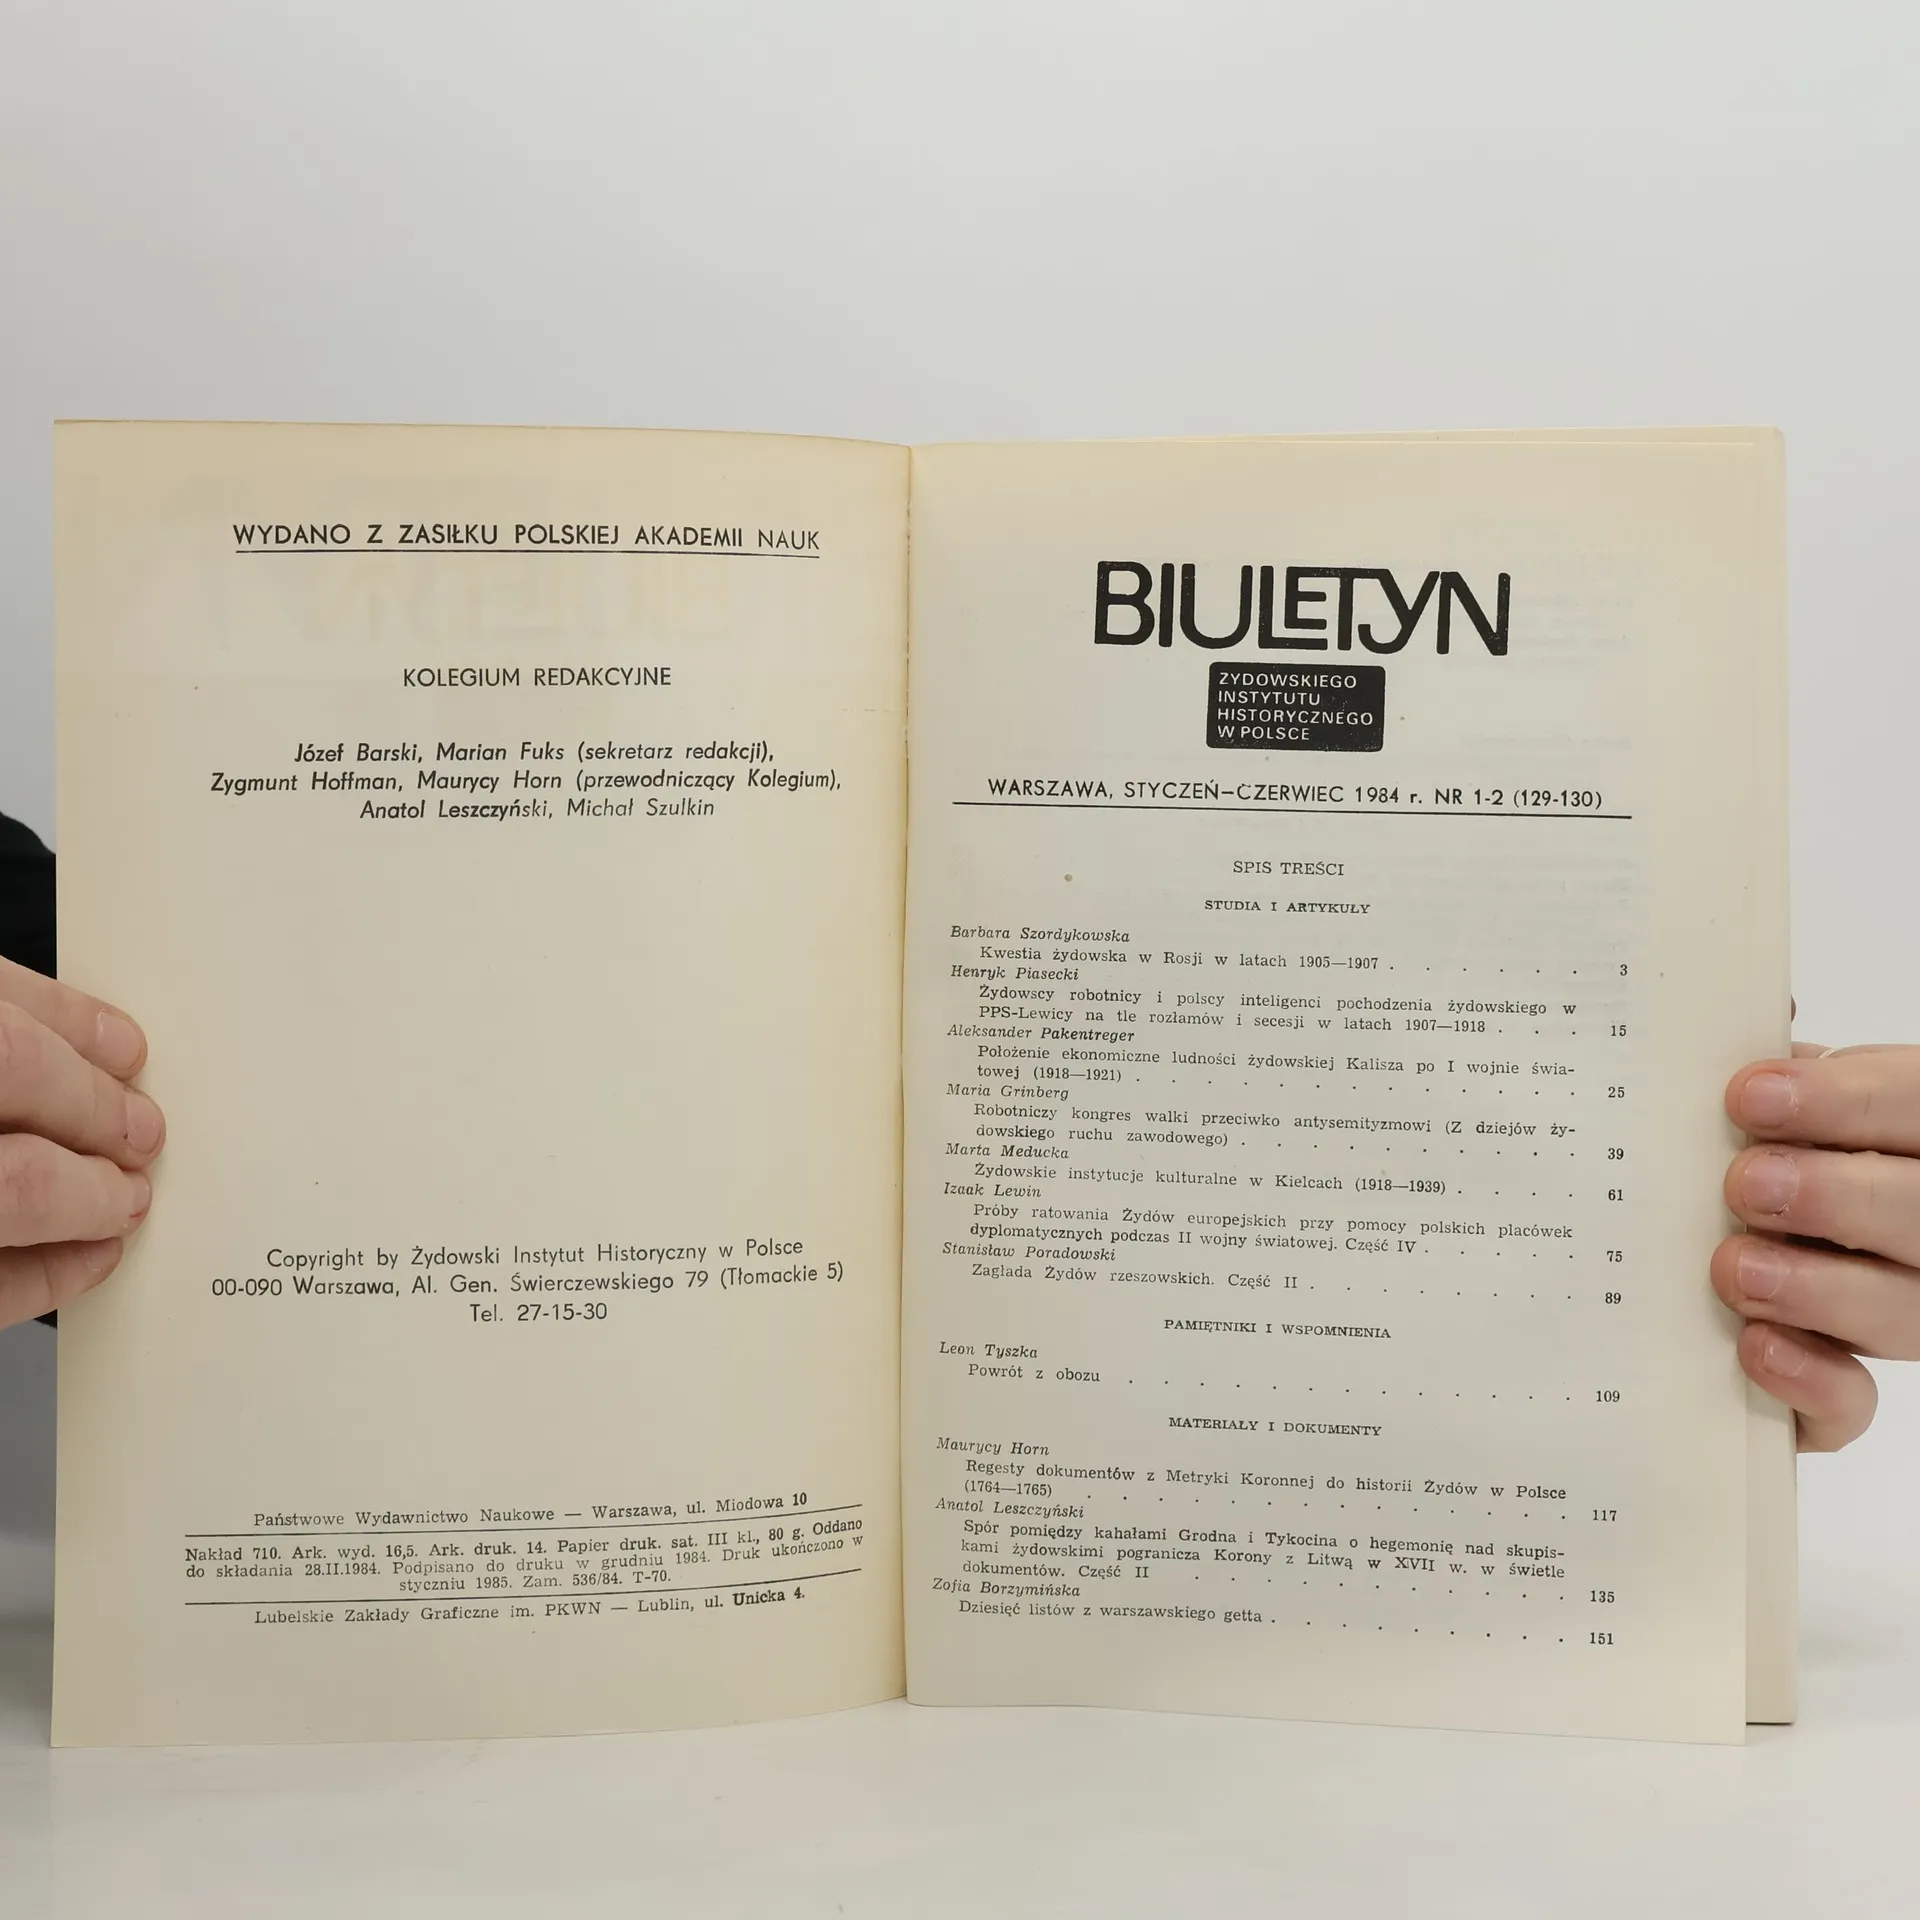 WYDANO Z ZASIŁKU POLSKIEJ AKADEMII NAUK
KOLEGIUM REDAKCYJNE
Józef Barski, Marian Fuks (sekretarz redakcji),
Zygmunt Hoffman, Maurycy Horn (przewodniczący Kolegium),
Anatol Leszczyński, Michał Szulkin
Copyright by Żydowski Instytut Historyczny w Polsce
00-090 Warszawa, Al. Gen. Świerczewskiego 79 (Tłomackie 5)
Tel. 27-15-30
Państwowe Wydawnictwo Naukowe — Warszawa, ul. Miodowa 10
Nakład 710. Ark. wyd. 16,5. Ark. druk. 14. Papier druk. sat. III kl., 80 g. Oddano
do składania 28.II.1984. Podpisano do druku w grudniu 1984. Druk ukończono w
styczniu 1985. Zam. 536/84. T-70.
Lubelskie Zakłady Graficzne im. PKWN — Lublin, ul. Unicka 4.
BIULETYN
ZYDOWSKIEGO
INSTYTUTU
HISTORYCZNEGO
W POLSCE
WARSZAWA, STYCZEŃ-CZERWIEC 1984 r. NR 1-2 (129-130)
SPIS TREŚCI
STUDIA I ARTYKUŁY
Barbara Szordykowska
Kwestia żydowska w Rosji w latach 1905—1907 . . . . . . 3
Henryk Piasecki
Żydowscy robotnicy i polscy inteligenci pochodzenia żydowskiego w
PPS-Lewicy na tle rozłamów i secesji w latach 1907—1918 . . . 15
Aleksander Pakentreger
Położenie ekonomiczne ludności żydowskiej Kalisza po I wojnie świa-
towej (1918—1921) . . . . . . . . . . . . . 25
Maria Grinberg
Robotniczy kongres walki przeciwko antysemityzmowi (Z dziejów ży-
dowskiego ruchu zawodowego) . . . . . . . . . . 39
Marta Meducka
Żydowskie instytucje kulturalne w Kielcach (1918—1939) . . . . 61
Izaak Lewin
Próby ratowania Żydów europejskich przy pomocy polskich placówek
dyplomatycznych podczas II wojny światowej. Część IV . . . . . 75
Stanisław Poradowski
Zagłada Żydów rzeszowskich. Część II . . . . . . . . 89
PAMIĘTNIKI I WSPOMNIENIA
Leon Tyszka
Powrót z obozu . . . . . . . . . . . . . 109
MATERIAŁY I DOKUMENTY
Maurycy Horn
Regesty dokumentów z Metryki Koronnej do historii Żydów w Polsce
(1764—1765) . . . . . . . . . . . . . . 117
Anatol Leszczyński
Spór pomiędzy kahałami Grodna i Tykocina o hegemonię nad skupis-
kami żydowskimi pogranicza Korony z Litwą w XVII w. w świetle
dokumentów. Część II . . . . . . . . . . . 135
Zofia Borzymińska
Dziesięć listów z warszawskiego getta . . . . . . . . . 151